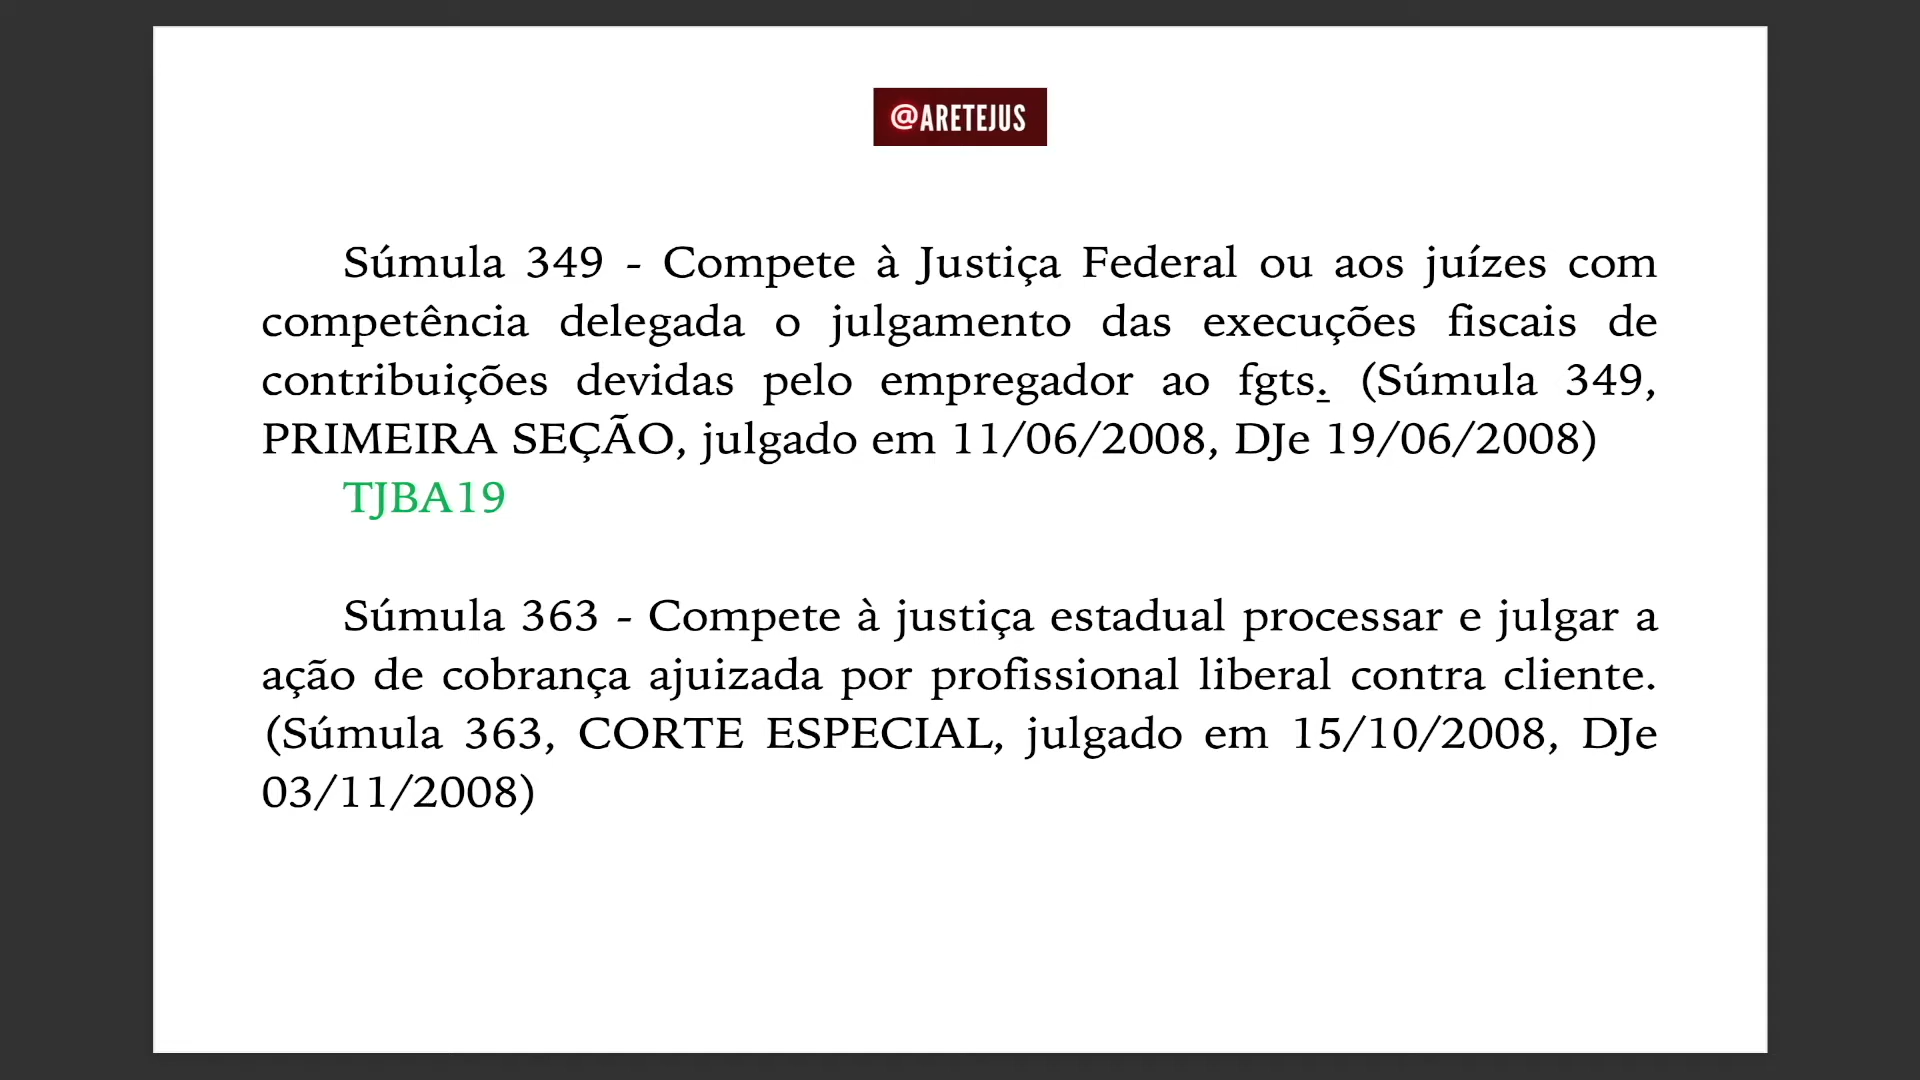 @ARETEJUS
Súmula 349 - Compete à Justiça Federal ou aos juízes com
competência delegada o julgamento das execuções fiscais de
contribuições devidas pelo empregador ao fgts. (Súmula 349,
PRIMEIRA SEÇÃO, julgado em 11/06/2008, DJe 19/06/2008)
TJBA19
Súmula 363 - Compete à justiça estadual processar e julgar a
ação de cobrança ajuizada por profissional liberal contra cliente.
(Súmula 363, CORTE ESPECIAL, julgado em 15/10/2008, DJe
03/11/2008)